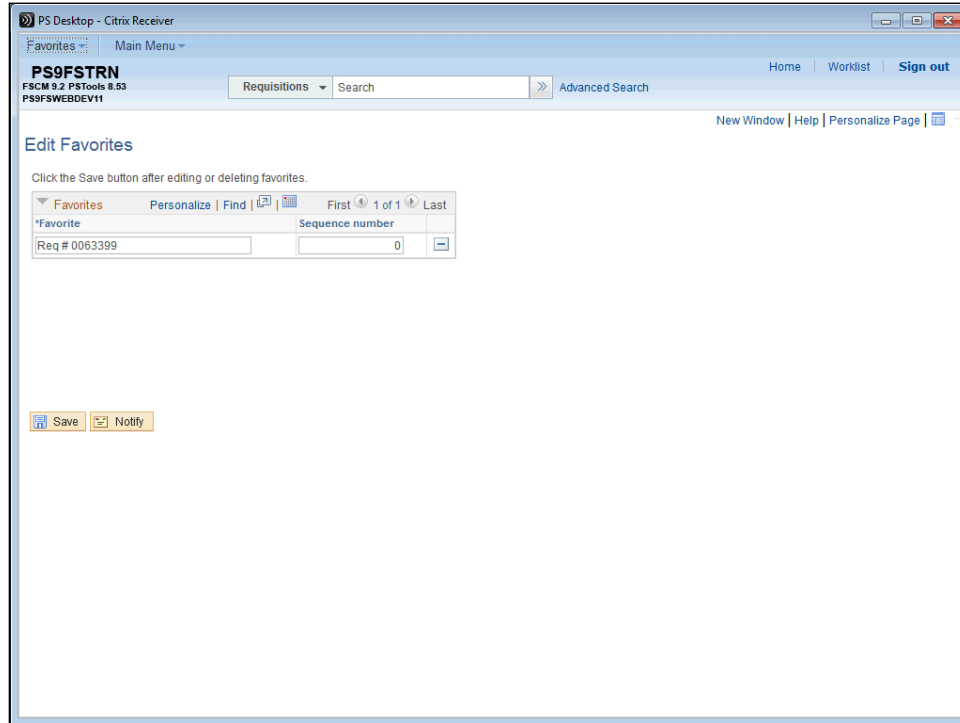 PS Desktop - Citrix Receiver
Favorites Main Menu
PS9FSTRN
FSCM 9.2 PSTools 8.53
PS9FSWEBDEV11
Home | Worklist | Sign out
Requisitions Search Advanced Search
New Window | Help | Personalize Page |
Edit Favorites
Click the Save button after editing or deleting favorites.
Favorites Personalize | Find | | First 1 of 1 Last
*Favorite Sequence number
Req # 0063399 0
Save Notify